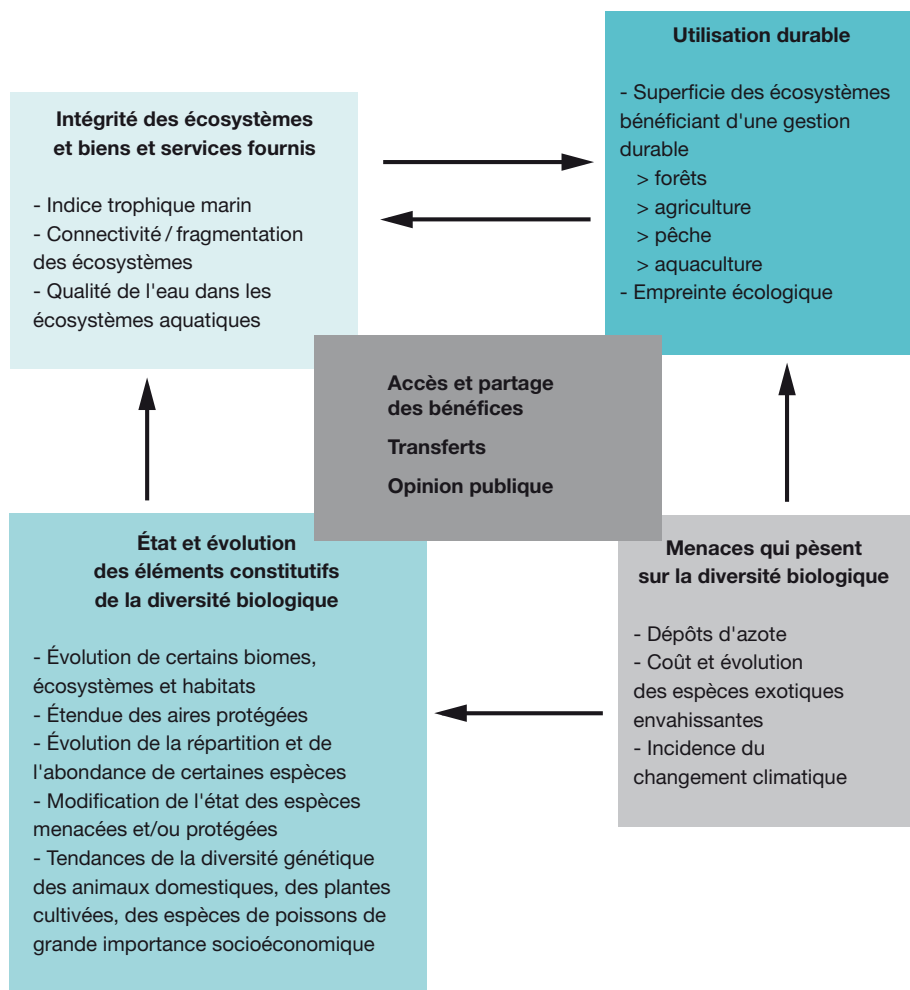 Utilisation durable
- Superficie des écosystèmes
bénéficiant d'une gestion
durable
> forêts
> agriculture
> pêche
> aquaculture
- Empreinte écologique
Intégrité des écosystèmes
et biens et services fournis
- Indice trophique marin
- Connectivité / fragmentation
des écosystèmes
- Qualité de l'eau dans les
écosystèmes aquatiques
Accès et partage
des bénéfices
Transferts
Opinion publique
État et évolution
des éléments constitutifs
de la diversité biologique
- Évolution de certains biomes,
écosystèmes et habitats
- Étendue des aires protégées
- Évolution de la répartition et de
l'abondance de certaines espèces
- Modification de l'état des espèces
menacées et/ou protégées
- Tendances de la diversité génétique
des animaux domestiques, des plantes
cultivées, des espèces de poissons de
grande importance socioéconomique
Menaces qui pèsent
sur la diversité biologique
- Dépôts d'azote
- Coût et évolution
des espèces exotiques
envahissantes
- Incidence du
changement climatique